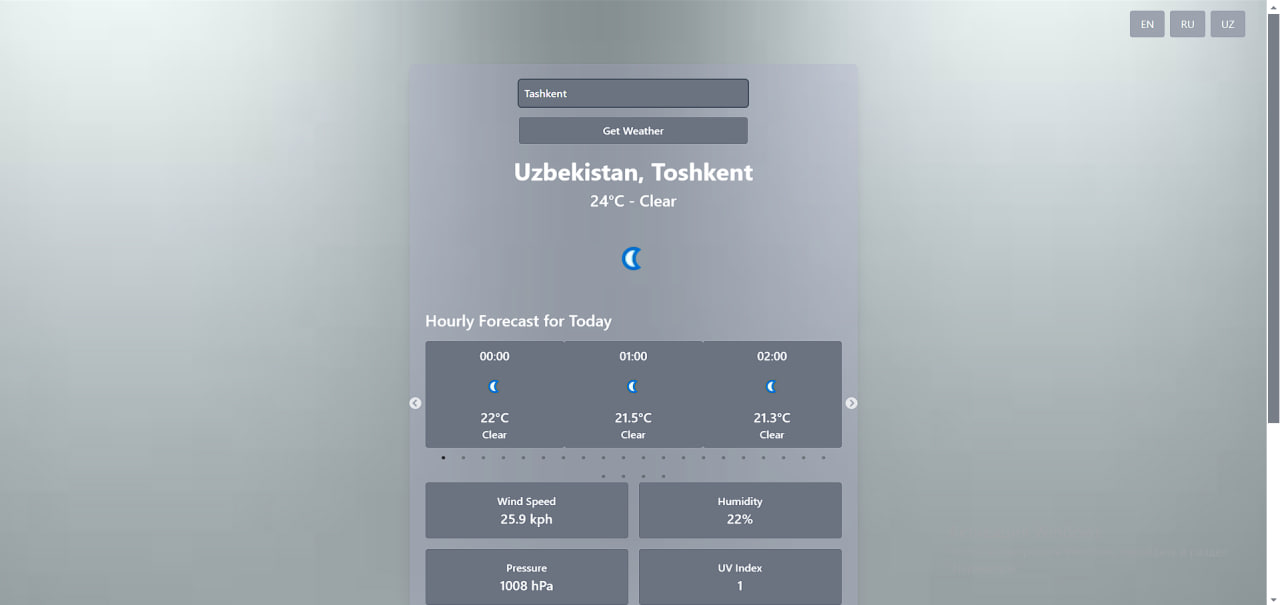 EN RU UZ
Tashkent
Get Weather
Uzbekistan, Toshkent
24°C - Clear
Hourly Forecast for Today
00:00 01:00 02:00
22°C 21.5°C 21.3°C
Clear Clear Clear
Wind Speed Humidity
25.9 kph 22%
Pressure UV Index
1008 hPa 1